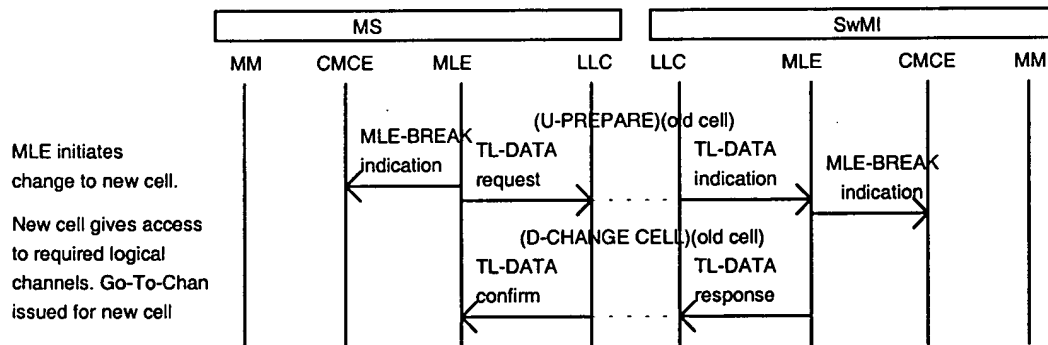 MS
SwMI
MM
CMCE
MLE
LLC
LLC
MLE
CMCE
MM
(U-PREPARE)(old cell)
MLE initiates
change to new cell.
MLE-BREAK
indication
TL-DATA
request
TL-DATA
indication
MLE-BREAK
indication
New cell gives access
to required logical
channels. Go-To-Chan
issued for new cell
(D-CHANGE CELL)(old cell)
TL-DATA
confirm
TL-DATA
response